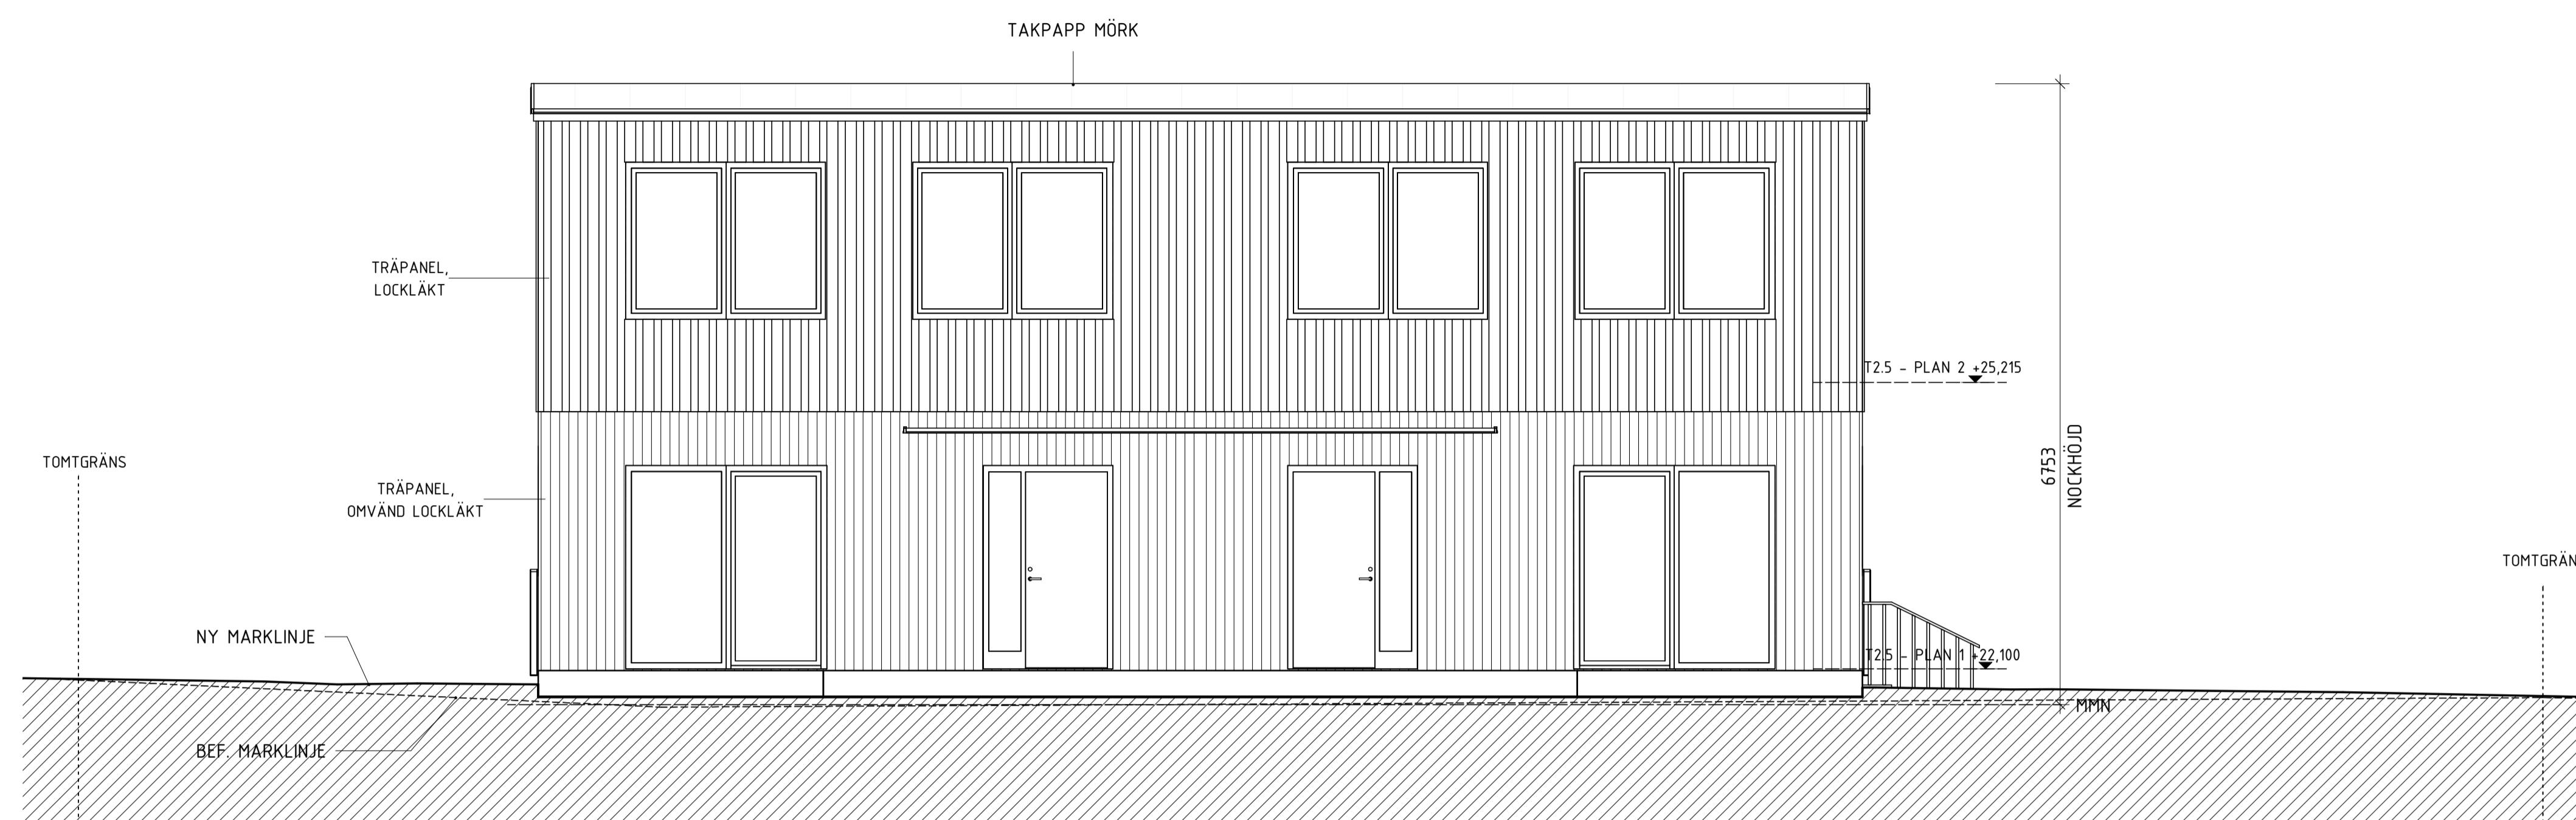 TAKPAPP MÖRK
TRÄPANEL,
LOCKLÄKT
T2.5 - PLAN 2 +25,215
6753
NOCKHÖJD
TOMTGRÄNS
TRÄPANEL,
OMVÄND LOCKLÄKT
TOMTGRÄN
NY MARKLINJE
T2.5 - PLAN 1 +22,100
MMN
BEF. MARKLINJE